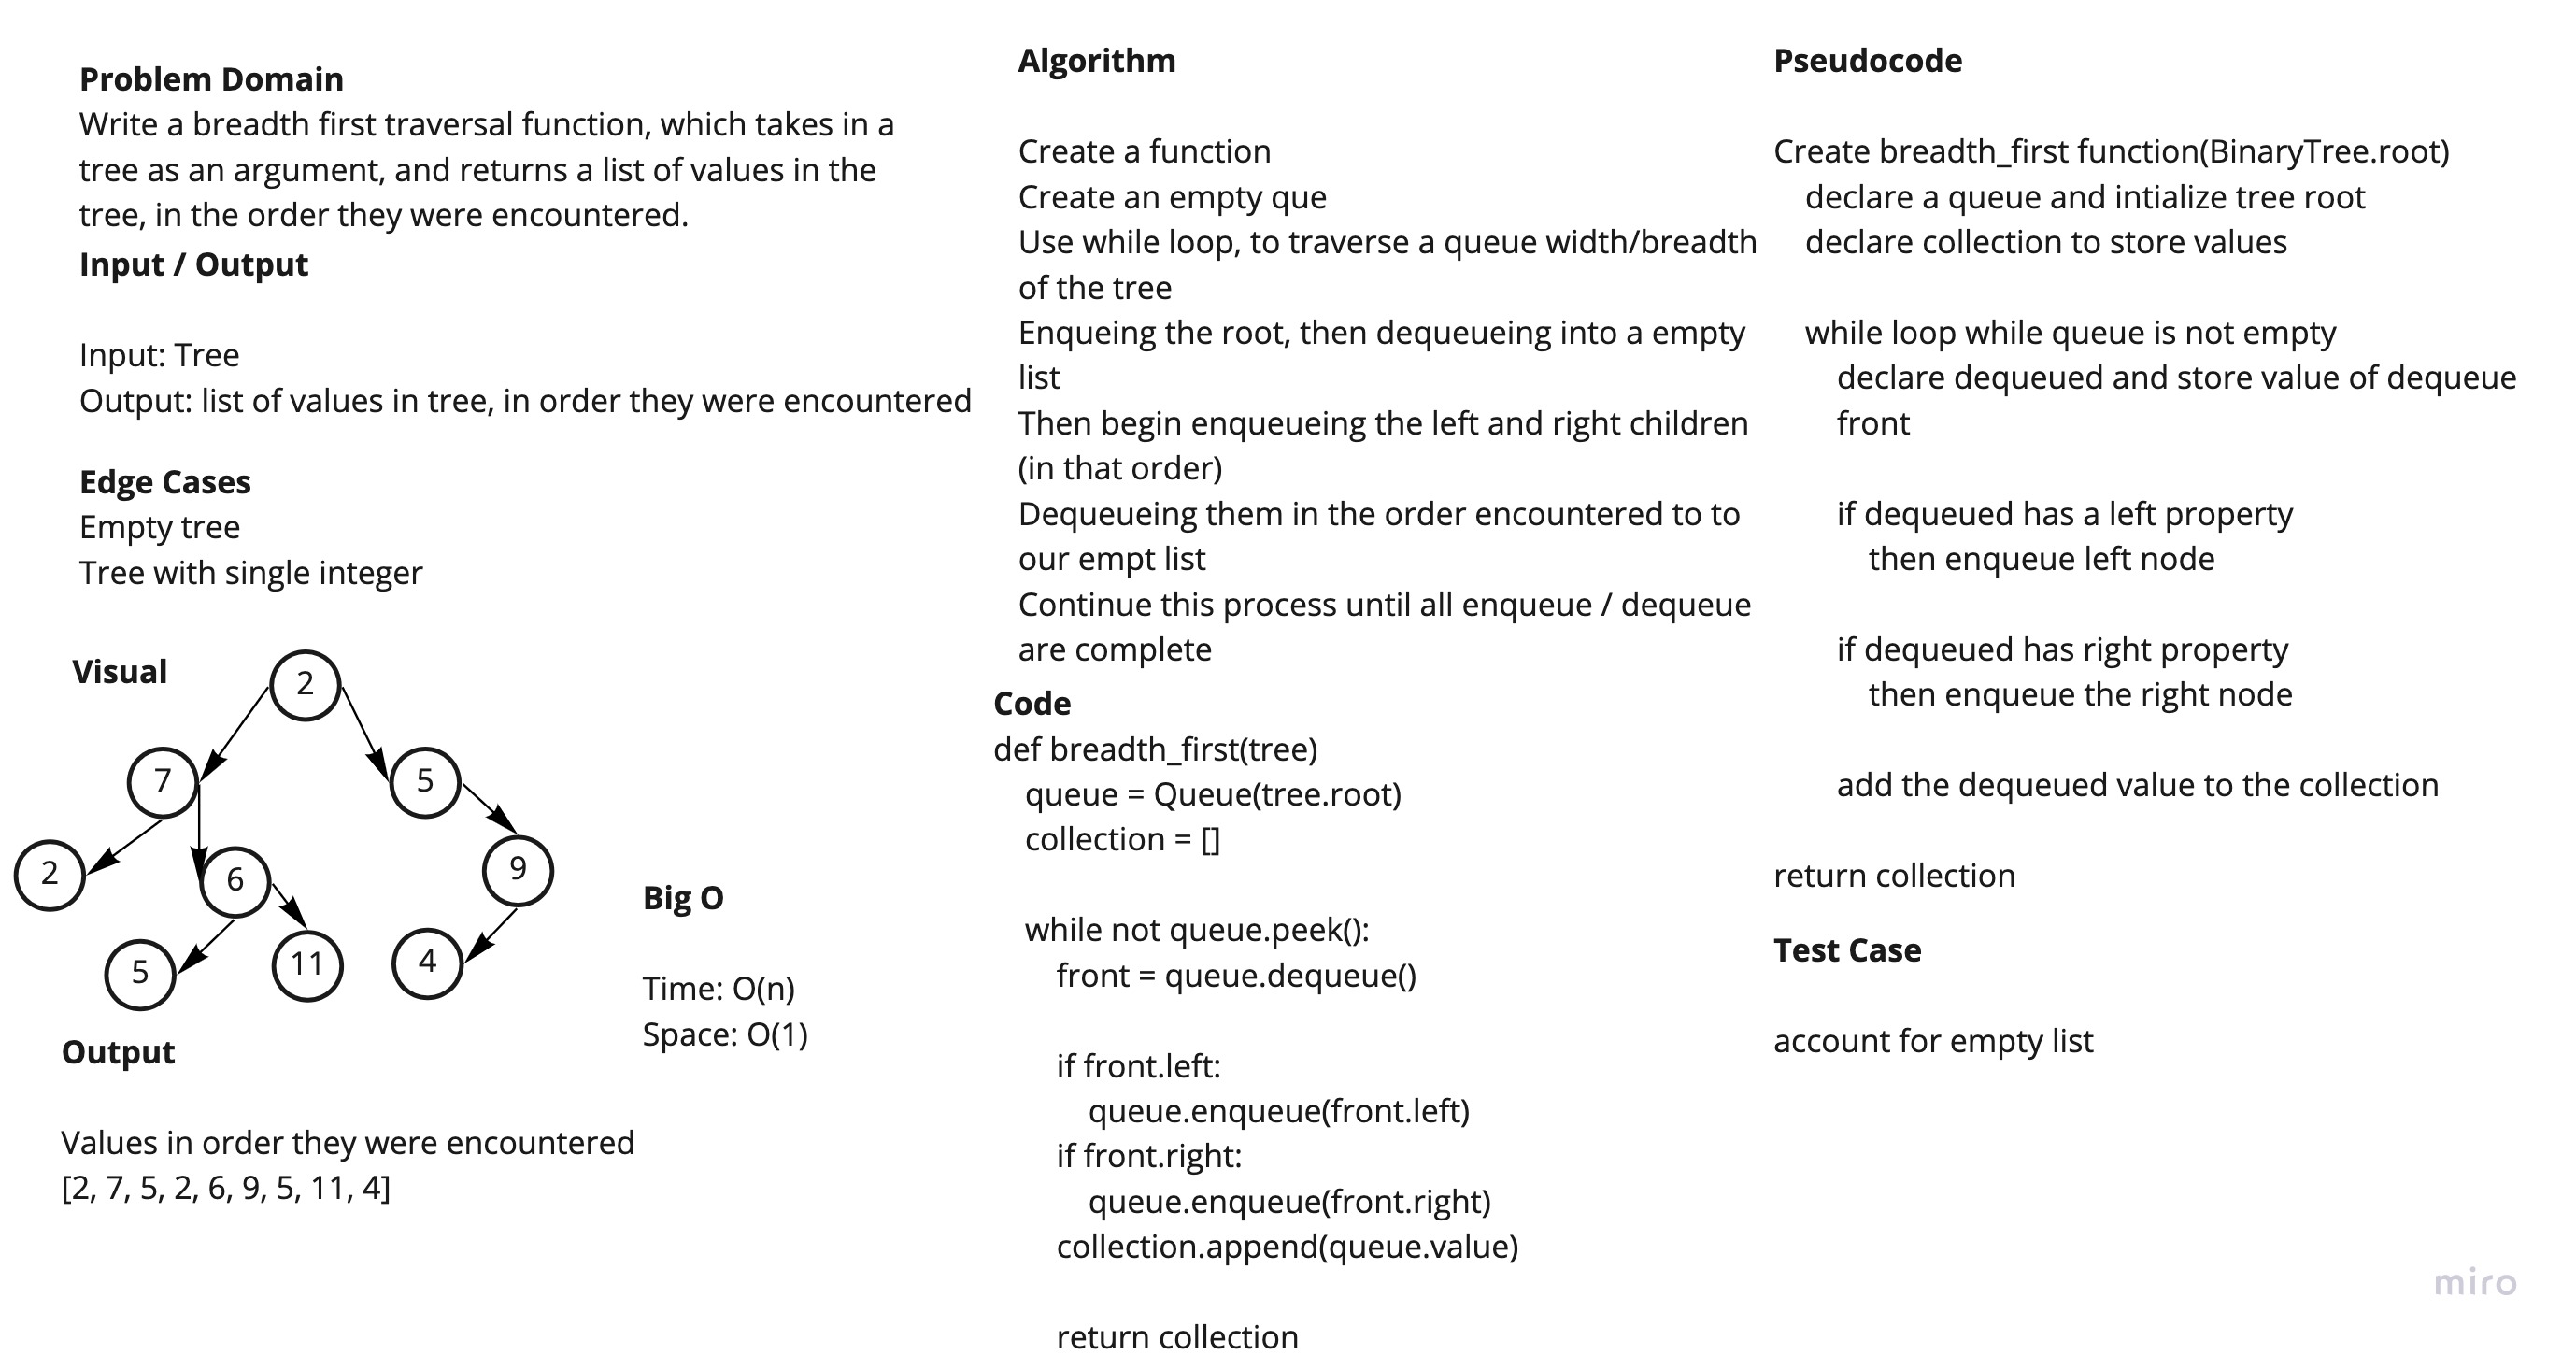 Problem Domain
Write a breadth first traversal function, which takes in a
tree as an argument, and returns a list of values in the
tree, in the order they were encountered.
Input / Output
Input: Tree
Output: list of values in tree, in order they were encountered
Edge Cases
Empty tree
Tree with single integer
Visual
2
7
5
2
6
9
5
11
4
Output
Values in order they were encountered
[2, 7, 5, 2, 6, 9, 5, 11, 4]
Big O
Time: O(n)
Space: O(1)
Algorithm
Create a function
Create an empty que
Use while loop, to traverse a queue width/breadth
of the tree
Enqueing the root, then dequeueing into a empty
list
Then begin enqueueing the left and right children
(in that order)
Dequeueing them in the order encountered to to
our empt list
Continue this process until all enqueue / dequeue
are complete
Code
def breadth_first(tree)
queue = Queue(tree.root)
collection = []
while not queue.peek():
front = queue.dequeue()
if front.left:
queue.enqueue(front.left)
if front.right:
queue.enqueue(front.right)
collection.append(queue.value)
return collection
Pseudocode
Create breadth_first function(BinaryTree.root)
declare a queue and intialize tree root
declare collection to store values
while loop while queue is not empty
declare dequeued and store value of dequeue
front
if dequeued has a left property
then enqueue left node
if dequeued has right property
then enqueue the right node
add the dequeued value to the collection
return collection
Test Case
account for empty list
miro